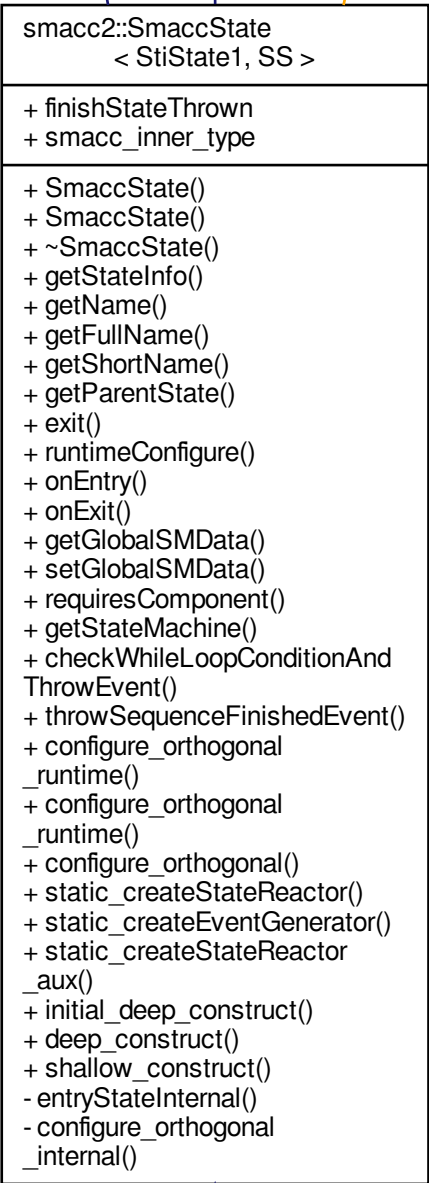 smacc2::SmaccState
< StiState1, SS >
+ finishStateThrown
+ smacc_inner_type
+ SmaccState()
+ SmaccState()
+ ~SmaccState()
+ getStateInfo()
+ getName()
+ getFullName()
+ getShortName()
+ getParentState()
+ exit()
+ runtimeConfigure()
+ onEntry()
+ onExit()
+ getGlobalSMData()
+ setGlobalSMData()
+ requiresComponent()
+ getStateMachine()
+ checkWhileLoopConditionAnd
ThrowEvent()
+ throwSequenceFinishedEvent()
+ configure_orthogonal
_runtime()
+ configure_orthogonal
_runtime()
+ configure_orthogonal()
+ static_createStateReactor()
+ static_createEventGenerator()
+ static_createStateReactor
_aux()
+ initial_deep_construct()
+ deep_construct()
+ shallow_construct()
- entryStateInternal()
- configure_orthogonal
_internal()